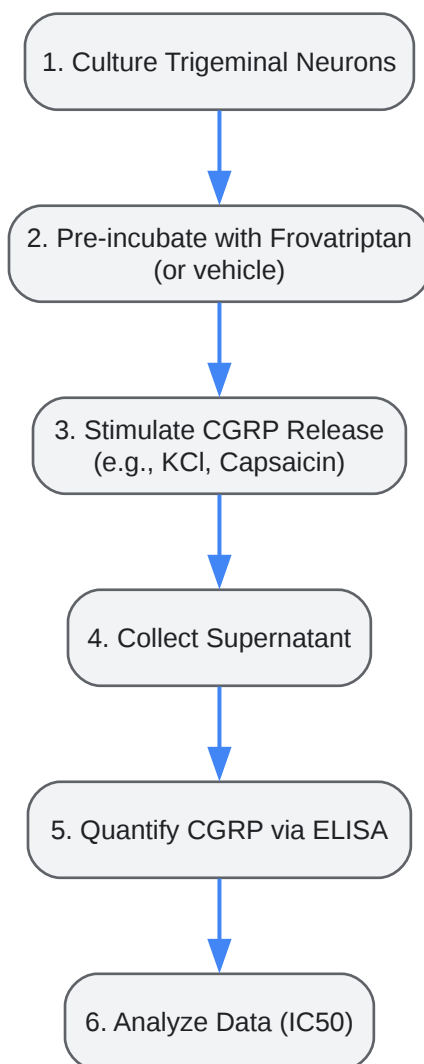 1. Culture Trigeminal Neurons
2. Pre-incubate with Frovatriptan
(or vehicle)
3. Stimulate CGRP Release
(e.g., KCl, Capsaicin)
4. Collect Supernatant
5. Quantify CGRP via ELISA
6. Analyze Data (IC50)